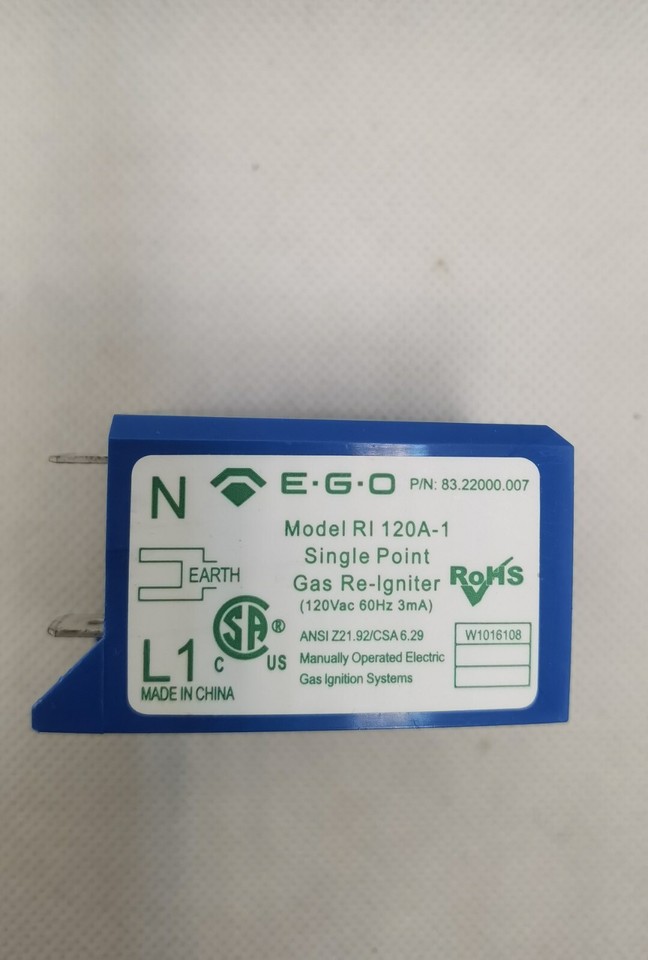 N
E·G·O P/N: 83.22000.007
Model RI 120A-1
Single Point
Gas Re-Igniter
(120Vac 60Hz 3mA)
EARTH
RoHS
L1
SA®
C US
MADE IN CHINA
ANSI Z21.92/CSA 6.29
Manually Operated Electric
Gas Ignition Systems
W1016108